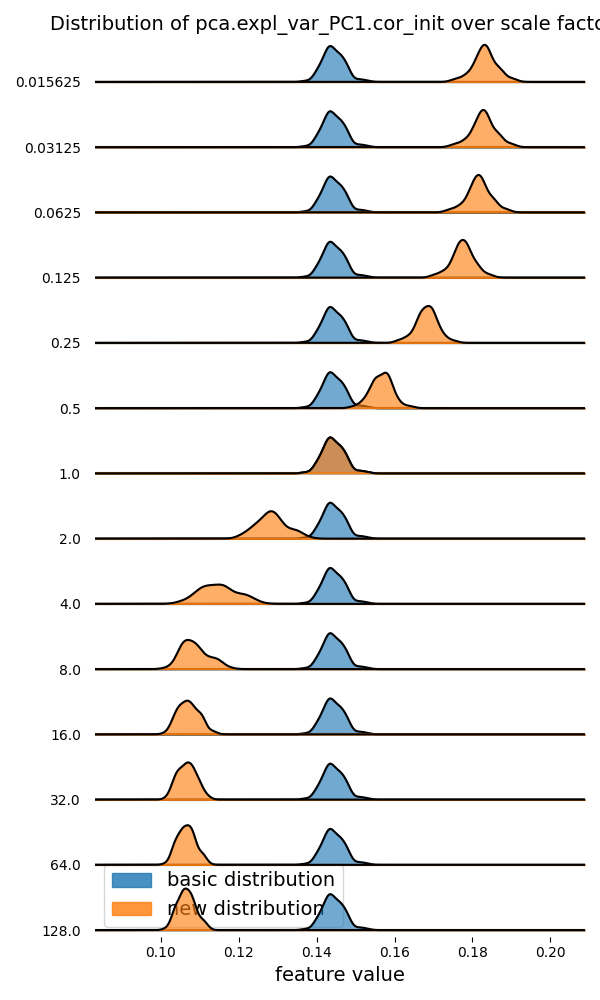 Distribution of pca.expl_var_PC1.cor_init over scale facto
0.015625
0.03125
0.0625
0.125
0.25
0.5
1.0
2.0
4.0
8.0
16.0
32.0
64.0
basic distribution
new distribution
128.0
0.10 0.12 0.14 0.16 0.18 0.20
feature value